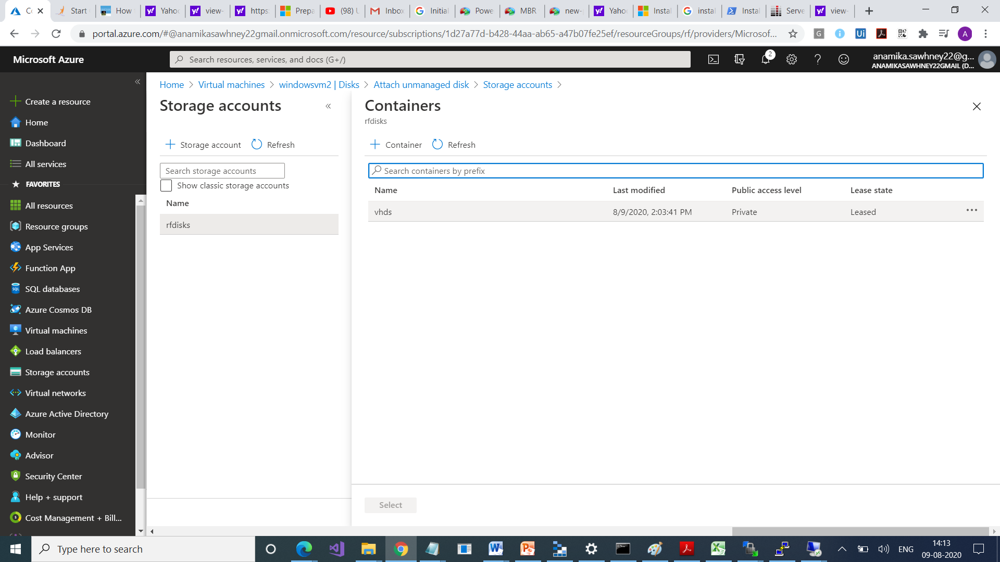 Co
Start
How
Yahoo
view-
https:
Prepa
(98) U
Inbox
Initial
Powe
MBR
new-
Yahoo
Instal
instal
Instal
Serve
view-
portal.azure.com/#@anamikasawhney22gmail.onmicrosoft.com/resource/subscriptions/1d27a77d-b428-44aa-ab65-a47b07fe25ef/resourceGroups/rf/providers/Microsof...
Microsoft Azure
Search resources, services, and docs (G+/)
2
anamika.sawhney22@g...
ANAMIKASAWHNEY22GMAIL (D...
Home > Virtual machines > windowsvm2 | Disks > Attach unmanaged disk > Storage accounts >
Create a resource
Home
Dashboard
All services
FAVORITES
All resources
Resource groups
App Services
Function App
SQL databases
Azure Cosmos DB
Virtual machines
Load balancers
Storage accounts
Virtual networks
Azure Active Directory
Monitor
Advisor
Security Center
Help + support
Cost Management + Bill...
Storage accounts
Storage account
Refresh
Search storage accounts
Show classic storage accounts
Name
rfdisks
Containers
rfdisks
Container
Refresh
Search containers by prefix
Name Last modified Public access level Lease state
vhds 8/9/2020, 2:03:41 PM Private Leased
Select
Type here to search
ENG
14:13
09-08-2020